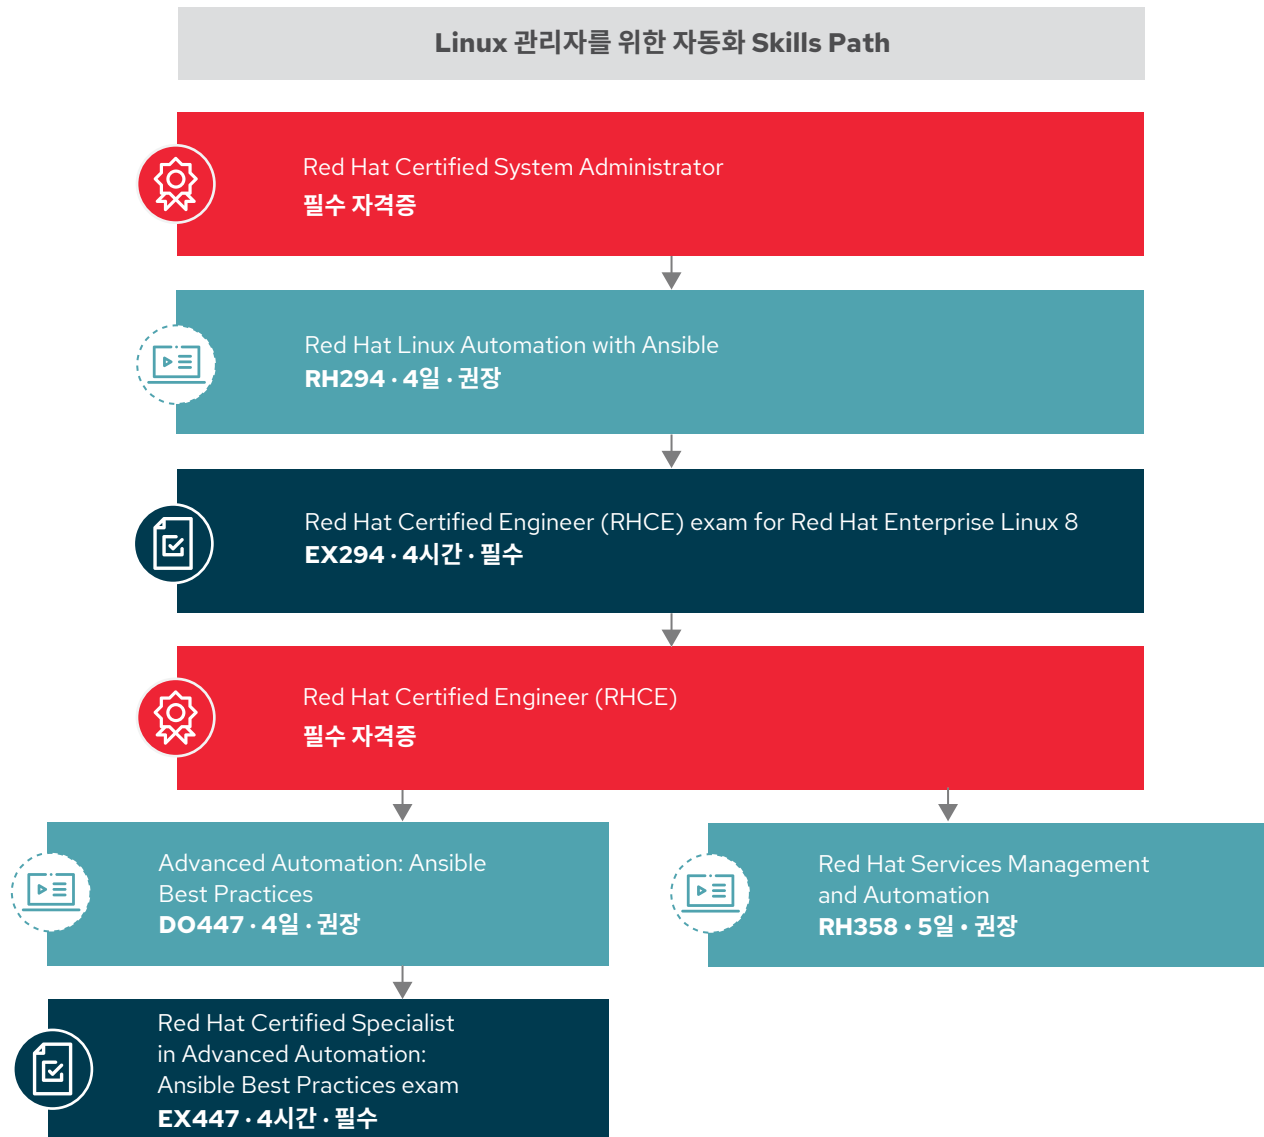 Linux 관리자를 위한 자동화 Skills Path
Red Hat Certified System Administrator
필수 자격증
Red Hat Linux Automation with Ansible
RH294 · 4일 · 권장
Red Hat Certified Engineer (RHCE) exam for Red Hat Enterprise Linux 8
EX294 · 4시간 · 필수
Red Hat Certified Engineer (RHCE)
필수 자격증
Advanced Automation: Ansible
Best Practices
DO447 · 4일 · 권장
Red Hat Services Management
and Automation
RH358 • 5일 • 권장
Red Hat Certified Specialist
in Advanced Automation:
Ansible Best Practices exam
EX447 · 4시간 · 필수